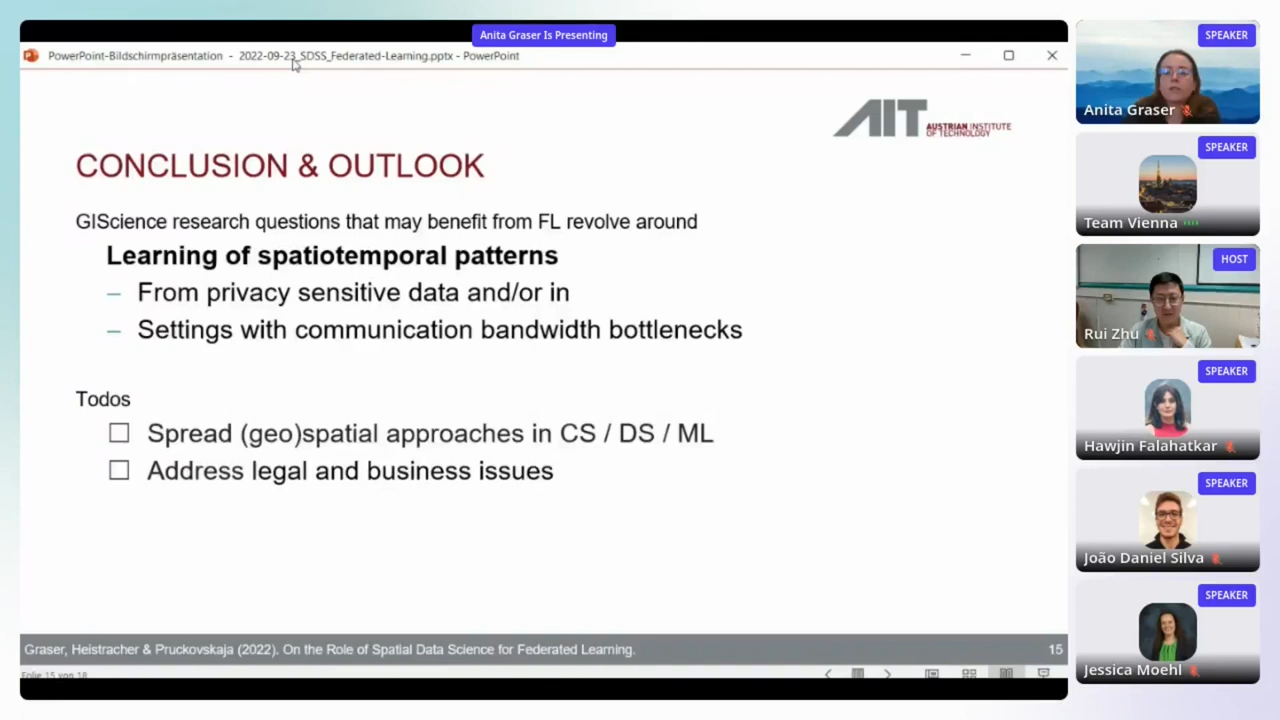 Anita Graser Is Presenting
PowerPoint-Bildschirmpräsentation - 2022-09-23_SDSS_Federated-Learning.pptx - PowerPoint
AIT AUSTRIAN INSTITUTE
OF TECHNOLOGY
CONCLUSION & OUTLOOK
GIScience research questions that may benefit from FL revolve around
Learning of spatiotemporal patterns
– From privacy sensitive data and/or in
– Settings with communication bandwidth bottlenecks
Todos
☐ Spread (geo)spatial approaches in CS / DS / ML
☐ Address legal and business issues
Graser, Heistracher & Pruckovskaja (2022). On the Role of Spatial Data Science for Federated Learning.
15
Folie 15 von 18
SPEAKER
Anita Graser
SPEAKER
Team Vienna
HOST
Rui Zhu
SPEAKER
Hawjin Falahatkar
SPEAKER
João Daniel Silva
SPEAKER
Jessica Moehl